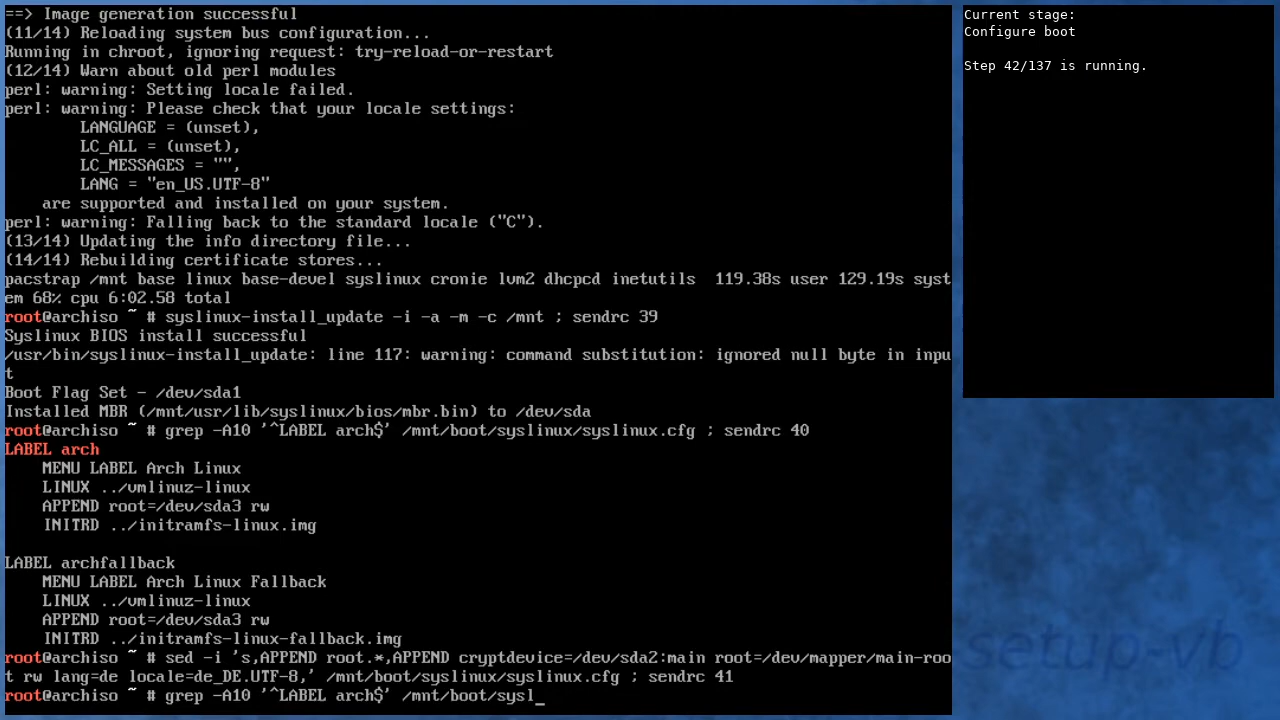 ==> Image generation successful
(11/14) Reloading system bus configuration...
Running in chroot, ignoring request: try-reload-or-restart
(12/14) Warn about old perl modules
perl: warning: Setting locale failed.
perl: warning: Please check that your locale settings:
        LANGUAGE = (unset),
        LC_ALL = (unset),
        LC_MESSAGES = "",
        LANG = "en_US.UTF-8"
    are supported and installed on your system.
perl: warning: Falling back to the standard locale ("C").
(13/14) Updating the info directory file...
(14/14) Rebuilding certificate stores...
pacstrap /mnt base linux base-devel syslinux cronie lvm2 dhcpcd inetutils  119.38s user 129.19s syst
em 68% cpu 6:02.58 total
root@archiso ~ # syslinux-install_update -i -a -m -c /mnt ; sendrc 39
Syslinux BIOS install successful
/usr/bin/syslinux-install_update: line 117: warning: command substitution: ignored null byte in inpu
t
Boot Flag Set - /dev/sda1
Installed MBR (/mnt/usr/lib/syslinux/bios/mbr.bin) to /dev/sda
root@archiso ~ # grep -A10 '^LABEL arch$' /mnt/boot/syslinux/syslinux.cfg ; sendrc 40
LABEL arch
    MENU LABEL Arch Linux
    LINUX ../vmlinuz-linux
    APPEND root=/dev/sda3 rw
    INITRD ../initramfs-linux.img

LABEL archfallback
    MENU LABEL Arch Linux Fallback
    LINUX ../vmlinuz-linux
    APPEND root=/dev/sda3 rw
    INITRD ../initramfs-linux-fallback.img
root@archiso ~ # sed -i 's,APPEND root.*,APPEND cryptdevice=/dev/sda2:main root=/dev/mapper/main-roo
t rw lang=de locale=de_DE.UTF-8,' /mnt/boot/syslinux/syslinux.cfg ; sendrc 41
root@archiso ~ # grep -A10 '^LABEL arch$' /mnt/boot/sysl_
Current stage:
Configure boot

Step 42/137 is running.
setup-vb